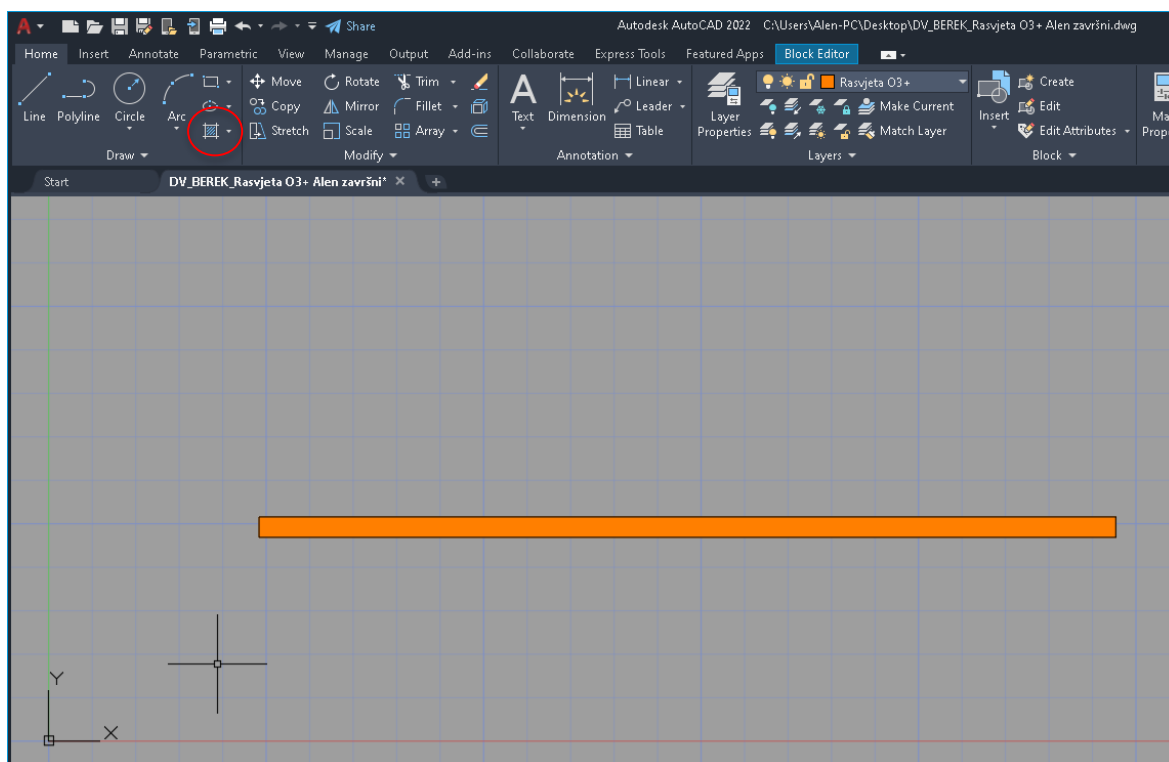 A Share Autodesk AutoCAD 2022 C:\Users\Alen-PC\Desktop\DV_BEREK_Rasvjeta O3+ Alen završni.dwg
Home Insert Annotate Parametric View Manage Output Add-ins Collaborate Express Tools Featured Apps Block Editor
Line Polyline Circle Arc
Move Rotate Trim
Copy Mirror Fillet
Stretch Scale Array
A
Text Dimension
Linear
Leader
Table
Layer
Properties
Rasvjeta O3+
Make Current
Match Layer
Insert
Create
Edit
Edit Attributes
Draw Modify Annotation Layers Block
Start DV_BEREK_Rasvjeta O3+ Alen završni* × +
Y
X